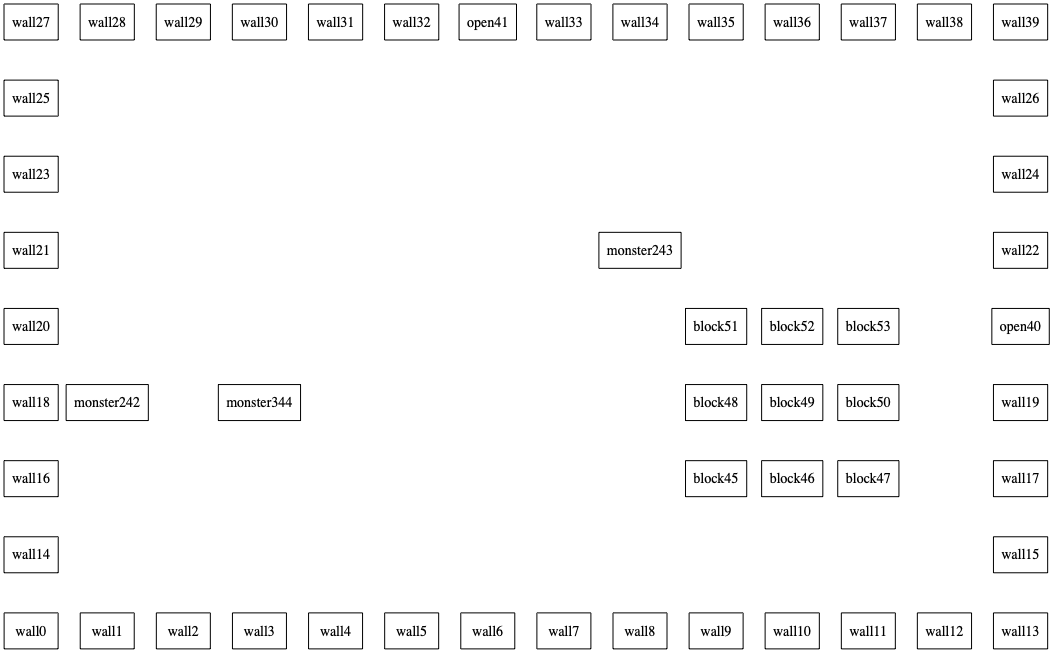 wall27 wall28 wall29 wall30 wall31 wall32 open41 wall33 wall34 wall35 wall36 wall37 wall38 wall39
wall25 wall26
wall23 wall24
wall21 monster243 wall22
wall20 block51 block52 block53 open40
wall18 monster242 monster344 block48 block49 block50 wall19
wall16 block45 block46 block47 wall17
wall14 wall15
wall0 wall1 wall2 wall3 wall4 wall5 wall6 wall7 wall8 wall9 wall10 wall11 wall12 wall13